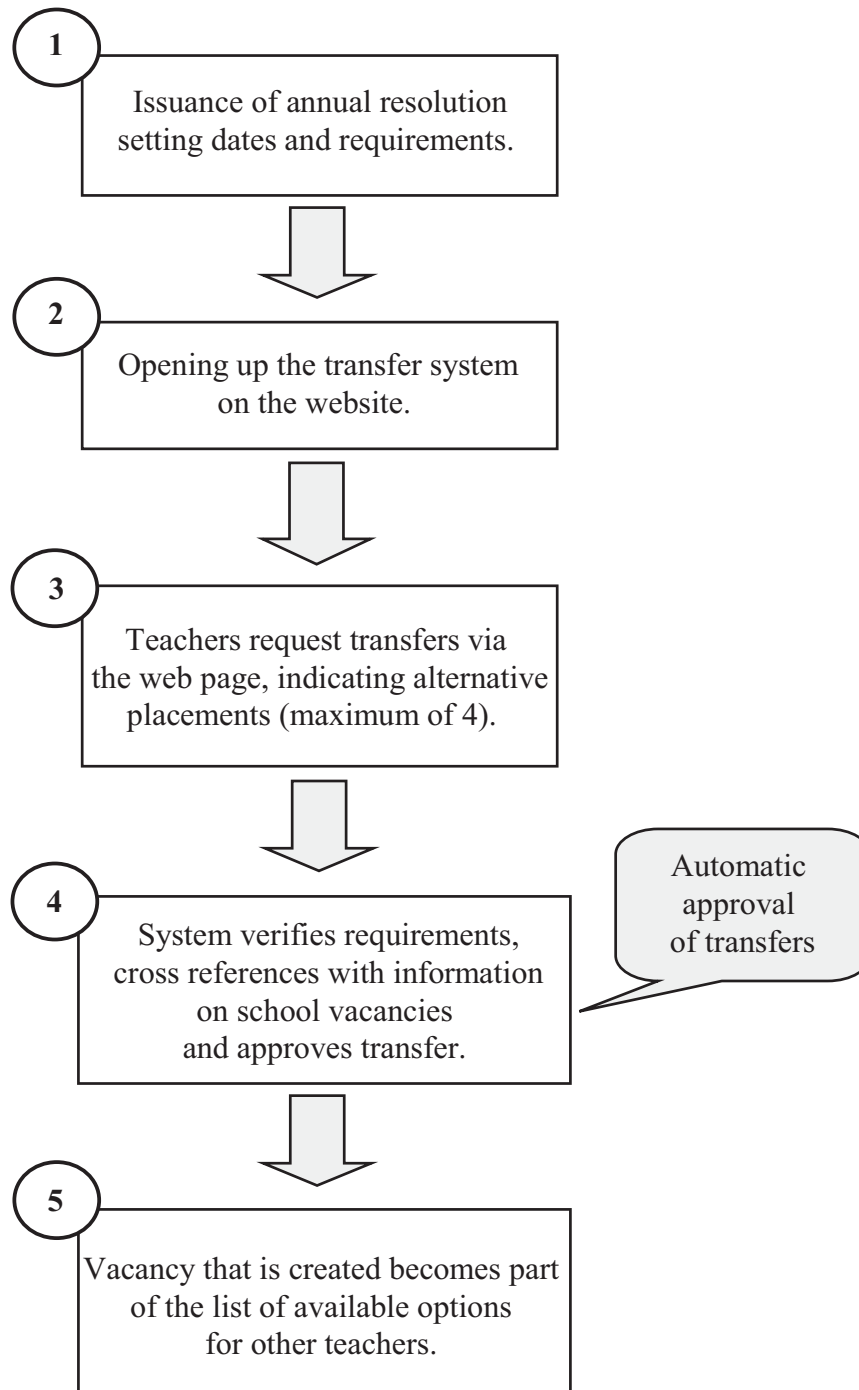 1
Issuance of annual resolution
setting dates and requirements.
2
Opening up the transfer system
on the website.
3
Teachers request transfers via
the web page, indicating alternative
placements (maximum of 4).
4
System verifies requirements,
cross references with information
on school vacancies
and approves transfer.
Automatic
approval
of transfers
5
Vacancy that is created becomes part
of the list of available options
for other teachers.